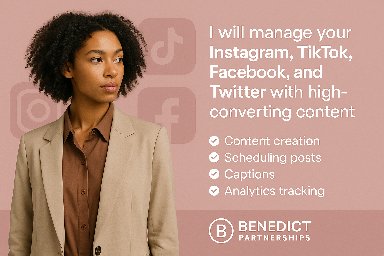 I will manage your
Instagram, TikTok,
Facebook, and
Twitter with high-
converting content
Content creation
Scheduling posts
Captions
Analytics tracking
B BENEDICT
PARTNERSHIPS